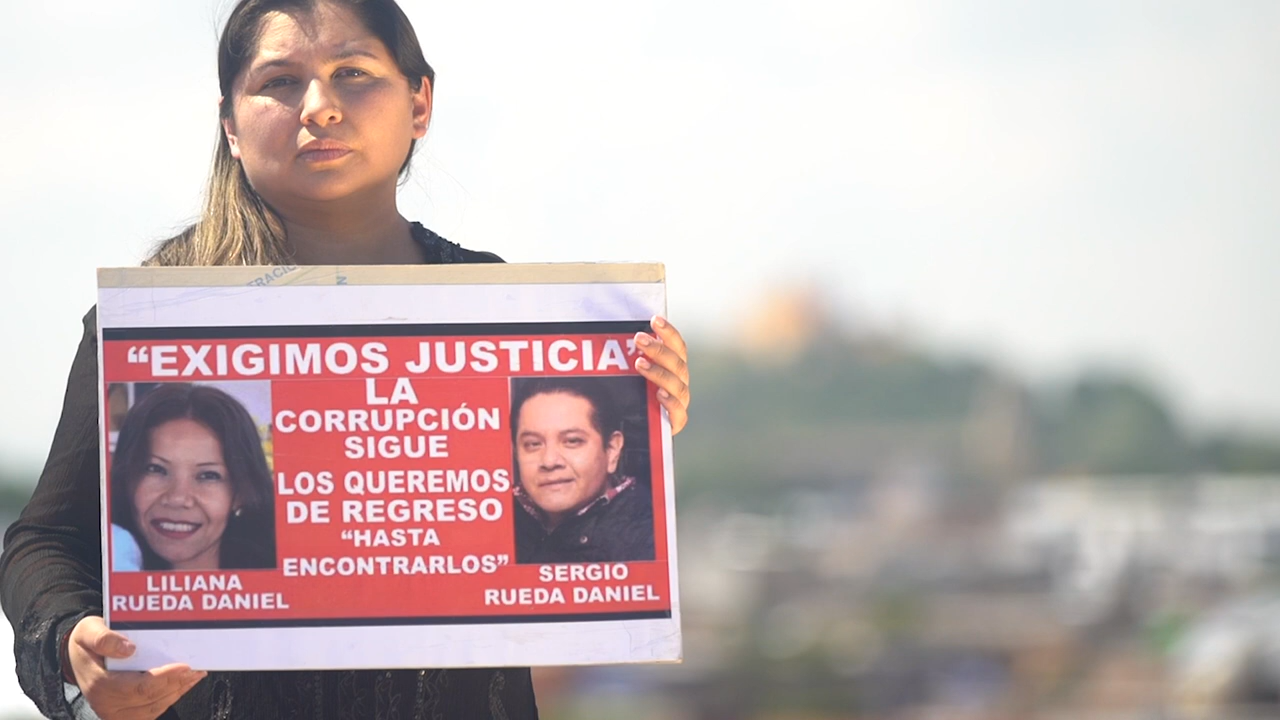 “EXIGIMOS JUSTICIA”
LA
CORRUPCIÓN
SIGUE
LOS QUEREMOS
DE REGRESO
“HASTA
ENCONTRARLOS”
LILIANA
RUEDA DANIEL
SERGIO
RUEDA DANIEL